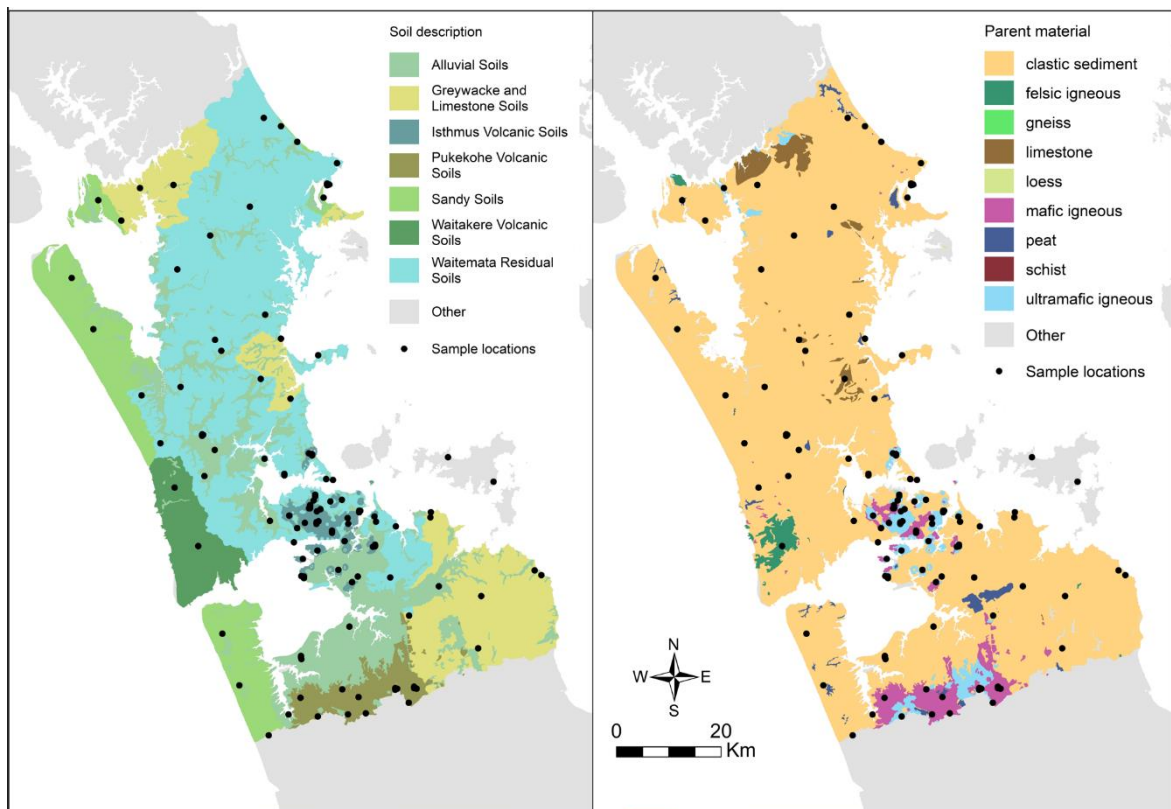 Soil description
Alluvial Soils
Greywacke and
Limestone Soils
Isthmus Volcanic Soils
Pukekohe Volcanic
Soils
Sandy Soils
Waitakere Volcanic
Soils
Waitemata Residual
Soils
Other
Sample locations
Parent material
clastic sediment
felsic igneous
gneiss
limestone
loess
mafic igneous
peat
schist
ultramafic igneous
Other
Sample locations
N
W E
S
0 20
Km